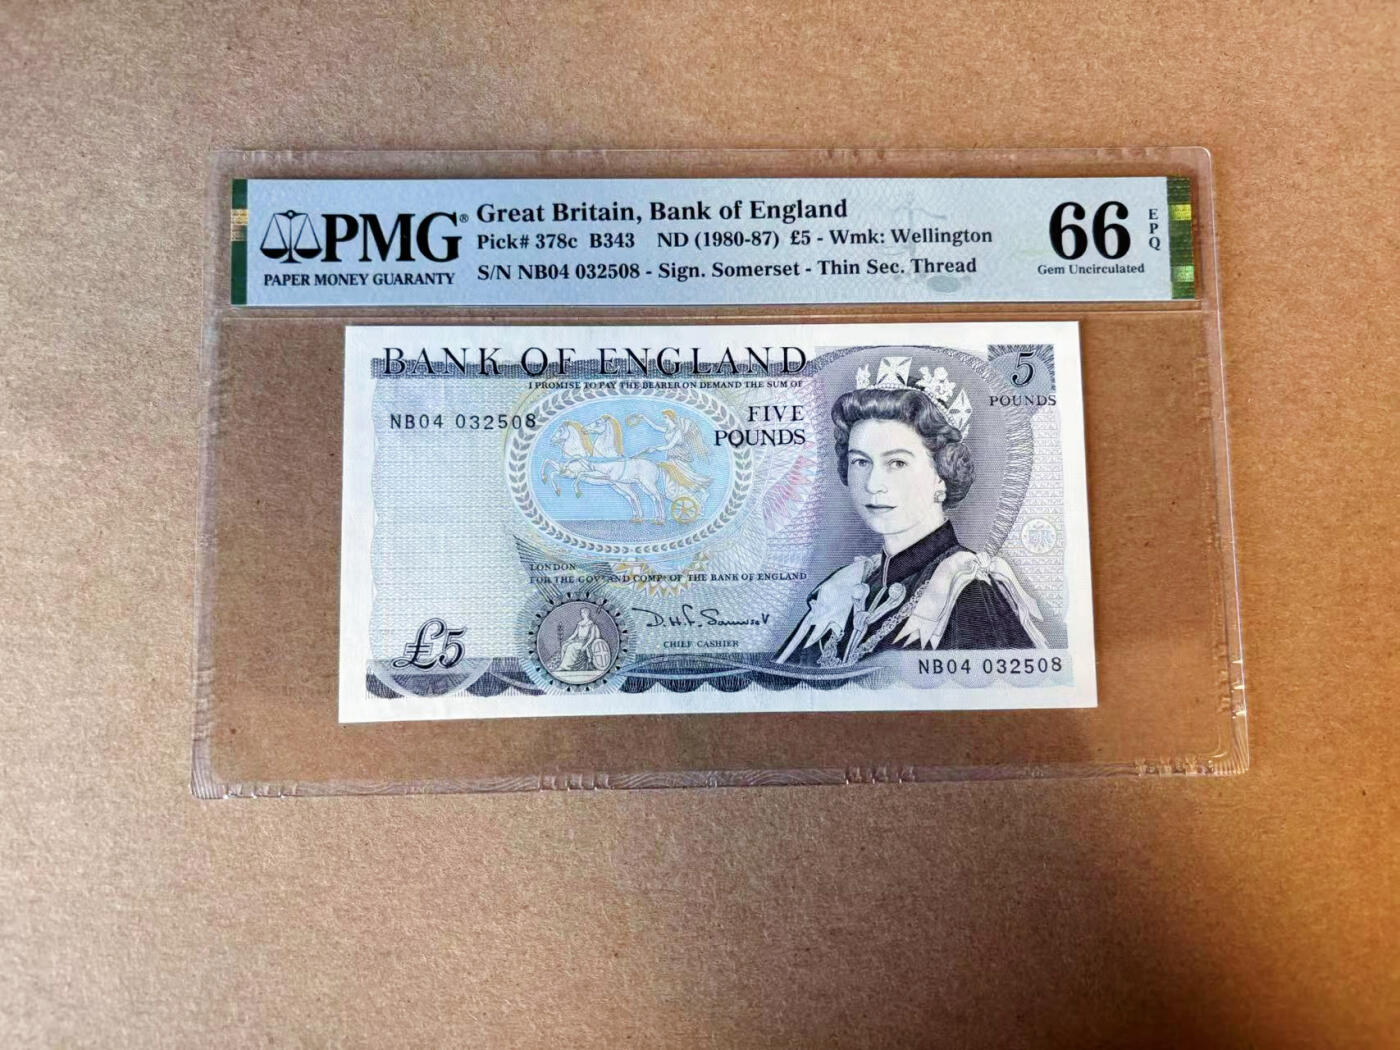 PMG®
PAPER MONEY GUARANTY
Great Britain, Bank of England
Pick# 378c B343 ND (1980-87) £5 - Wmk: Wellington
S/N NB04 032508 - Sign. Somerset - Thin Sec. Thread
66
EPQ
Gem Uncirculated
BANK OF ENGLAND
I PROMISE TO PAY THE BEARER ON DEMAND THE SUM OF
FIVE
POUNDS
5
POUNDS
NB04 032508
LONDON
FOR THE GOVR AND COMPA OF THE BANK OF ENGLAND
D.H.F. Somerset
CHIEF CASHIER
£5
NB04 032508